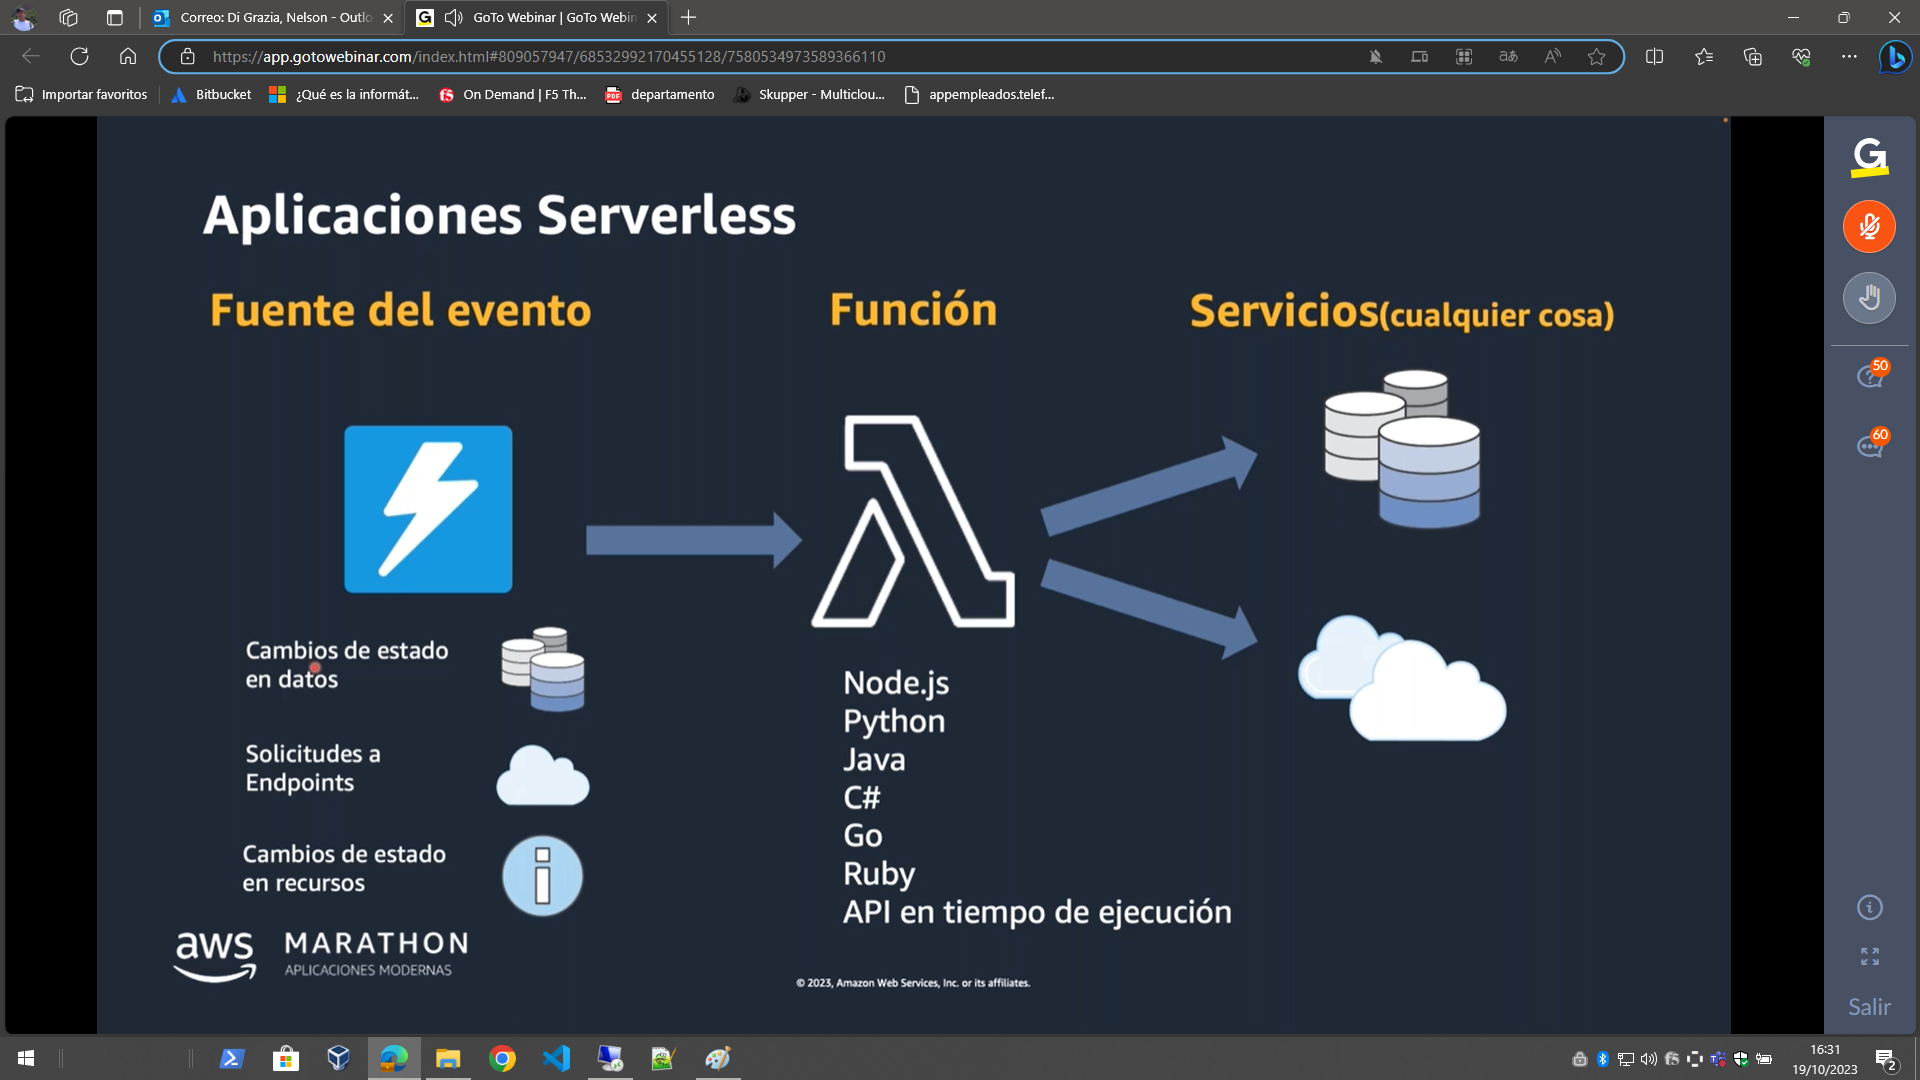 Correo: Di Grazia, Nelson - Outlo
GoTo Webinar | GoTo Webin
https://app.gotowebinar.com/index.html#809057947/68532992170455128/7580534973589366110
Importar favoritos
Bitbucket
¿Qué es la informát...
On Demand | F5 Th...
departamento
Skupper - Multiclou...
appempleados.telef...
Aplicaciones Serverless
Fuente del evento
Función
Servicios(cualquier cosa)
Cambios de estado
en datos
Solicitudes a
Endpoints
Cambios de estado
en recursos
Node.js
Python
Java
C#
Go
Ruby
API en tiempo de ejecución
aws
MARATHON
APLICACIONES MODERNAS
© 2023, Amazon Web Services, Inc. or its affiliates.
G
50
60
Salir
16:31
19/10/2023
2